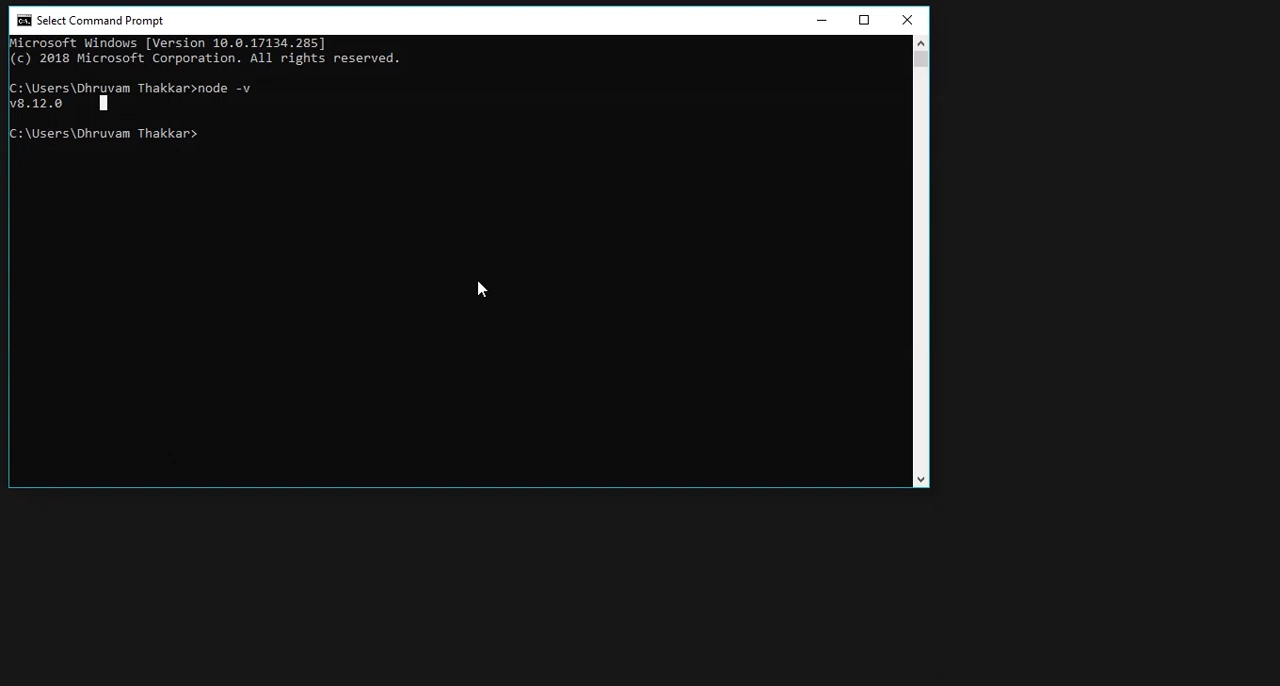 Select Command Prompt
Microsoft Windows [Version 10.0.17134.285]
(c) 2018 Microsoft Corporation. All rights reserved.
C:\Users\Dhruvam Thakkar>node -v
v8.12.0
C:\Users\Dhruvam Thakkar>